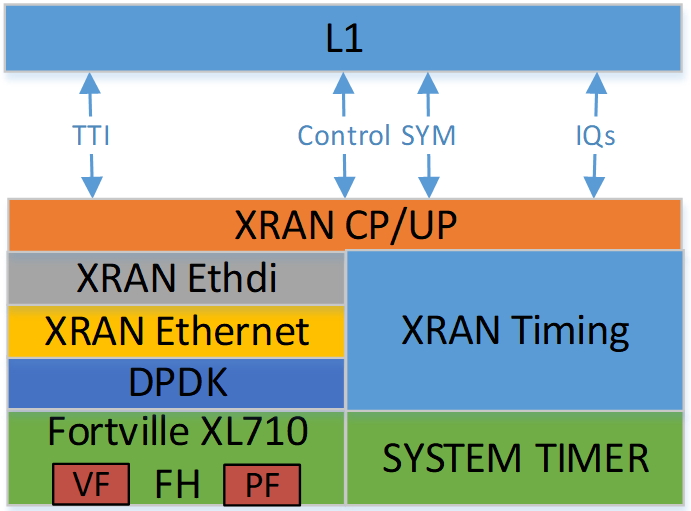 L1
TTI
Control SYM
IQs
XRAN CP/UP
XRAN Ethdi
XRAN Ethernet
XRAN Timing
DPDK
Fortville XL710
VF FH PF
SYSTEM TIMER